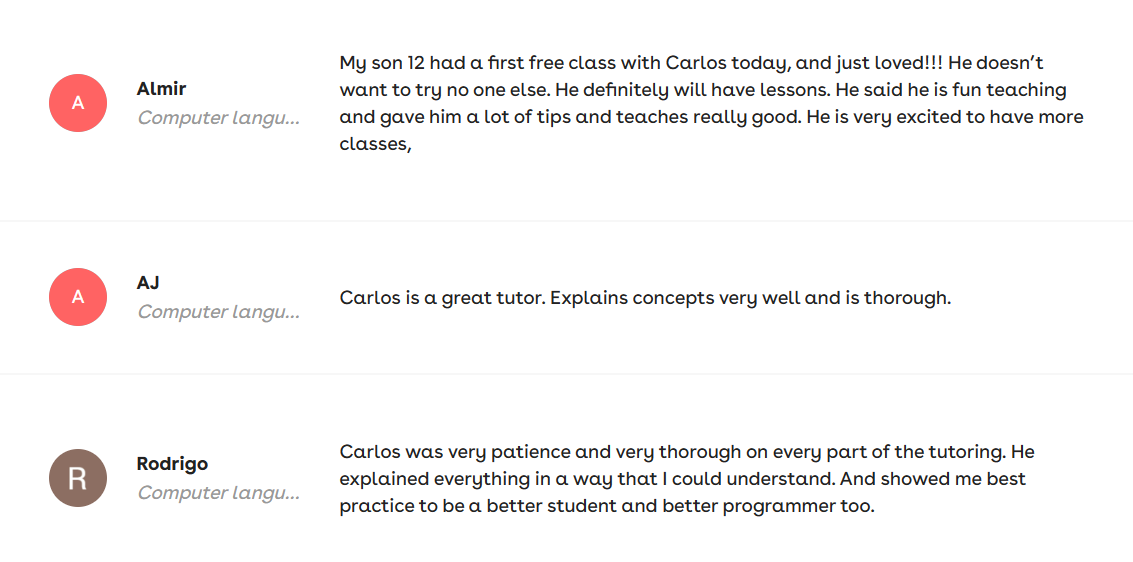 A
Almir
Computer langu...
My son 12 had a first free class with Carlos today, and just loved!!! He doesn't
want to try no one else. He definitely will have lessons. He said he is fun teaching
and gave him a lot of tips and teaches really good. He is very excited to have more
classes,
A
AJ
Computer langu...
Carlos is a great tutor. Explains concepts very well and is thorough.
R
Rodrigo
Computer langu...
Carlos was very patience and very thorough on every part of the tutoring. He
explained everything in a way that I could understand. And showed me best
practice to be a better student and better programmer too.